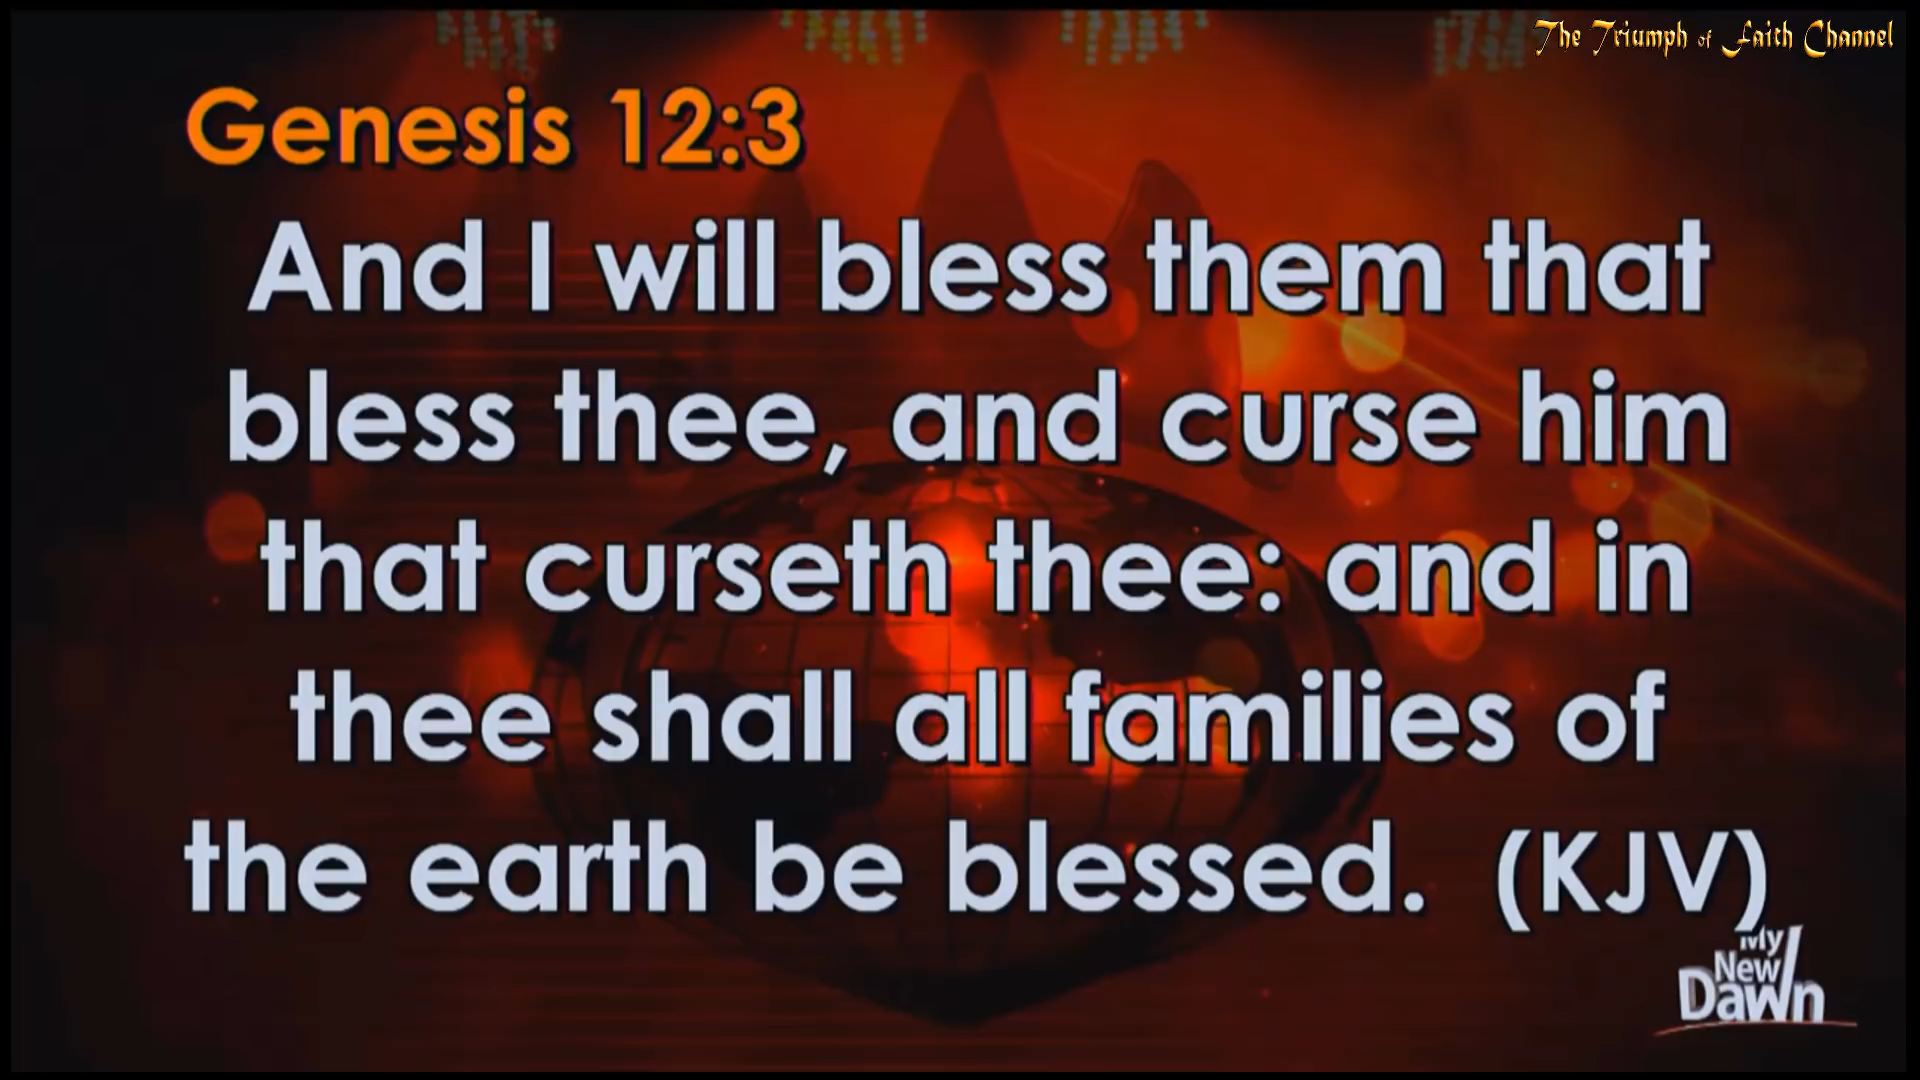 The Triumph of Faith Channel
Genesis 12:3
And I will bless them that
bless thee, and curse him
that curseth thee: and in
thee shall all families of
the earth be blessed. (KJV)
My
New
Dawn